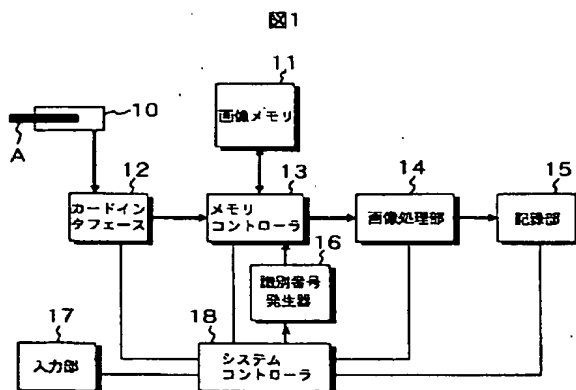 図1
11
画像メモリ
10
A
12
カードイン
タフェース
13
メモリ
コントローラ
14
画像処理部
15
記録部
16
識別番号
発生器
17
入力部
18
システム
コントローラ